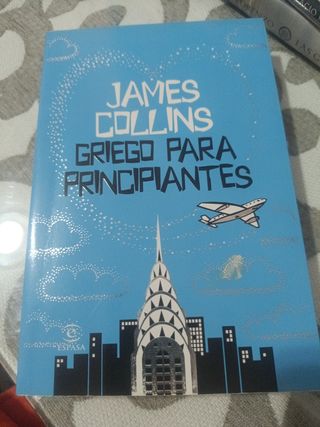 JAMES
COLLINS
GRIEGO PARA
PRINCIPIANTES
ESPASA